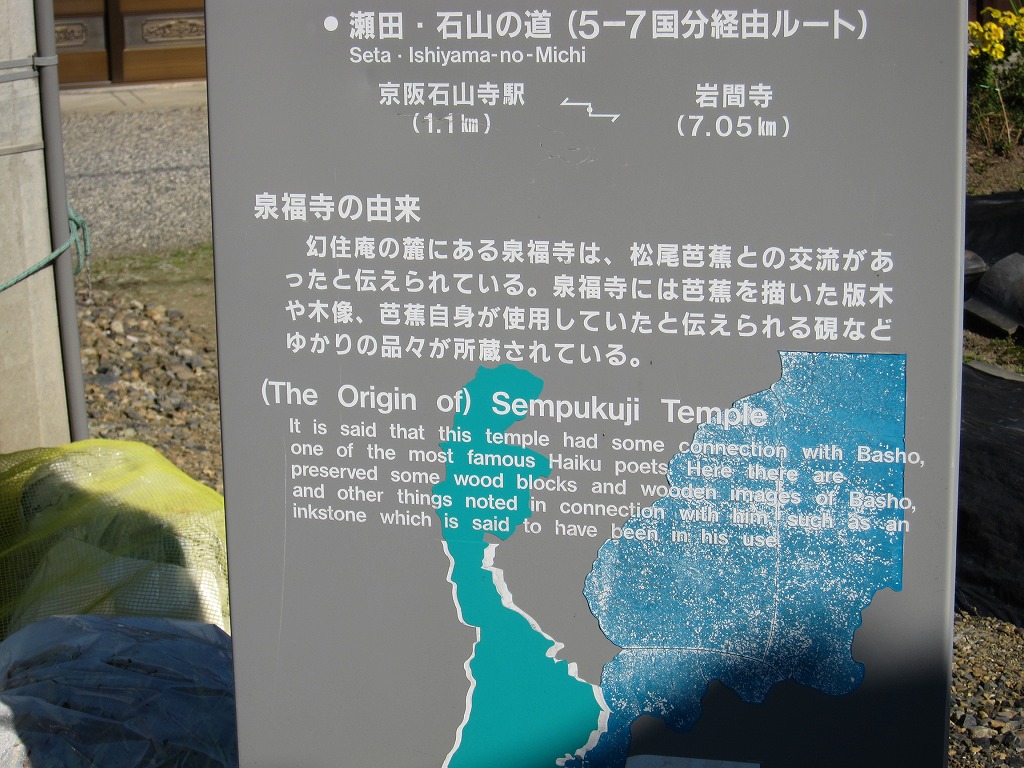 ●瀬田・石山の道（5ー7国分経由ルート）
Seta・Ishiyama-no-Michi
京阪石山寺駅 岩間寺
（1.1㎞） （7.05㎞）
泉福寺の由来
幻住庵の麓にある泉福寺は、松尾芭蕉との交流があ
ったと伝えられている。泉福寺には芭蕉を描いた版木
や木像、芭蕉自身が使用していたと伝えられる硯など
ゆかりの品々が所蔵されている。
(The Origin of) Sempukuji Temple
It is said that this temple had some connection with Basho,
one of the most famous Haiku poets. Here there are
preserved some wood blocks and wooden images of Basho,
and other things noted in connection with him, such as an
inkstone which is said to have been in his use.